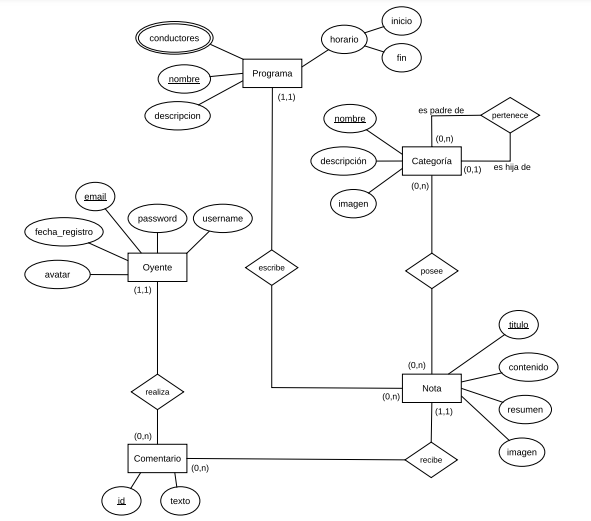 conductores
horario
inicio
fin
nombre
Programa
descripcion
(1,1)
nombre
es padre de
pertenece
(0,n)
descripción
Categoría
(0,1)
es hija de
(0,n)
imagen
email
password
username
fecha_registro
avatar
Oyente
(1,1)
escribe
posee
titulo
(0,n)
contenido
realiza
Nota
(0,n)
(1,1)
resumen
(0,n)
imagen
Comentario
(0,n)
recibe
id
texto